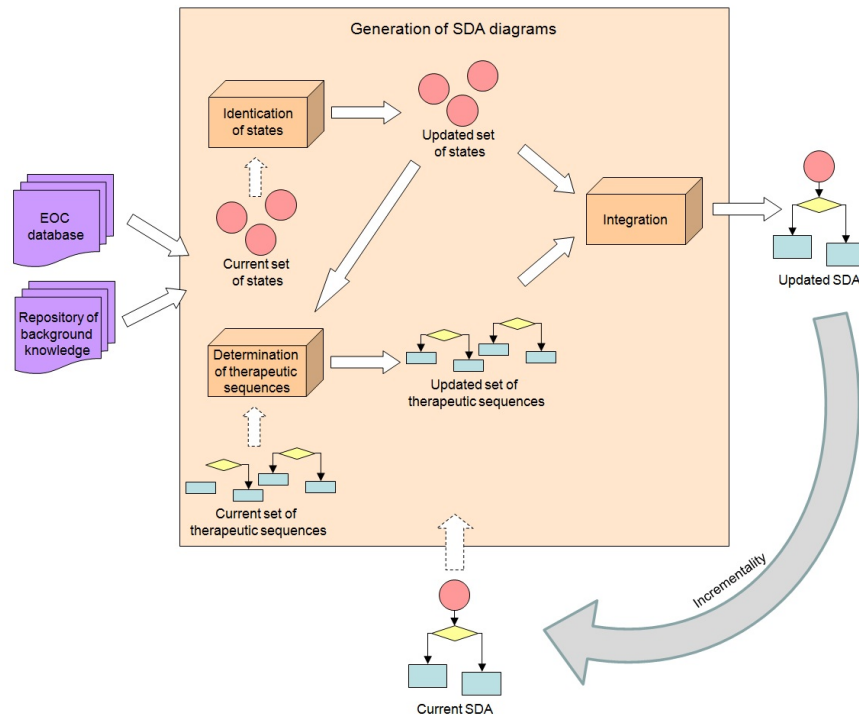 Generation of SDA diagrams
Identication
of states
Updated set
of states
EOC
database
Current set
of states
Integration
Updated SDA
Repository of
background
knowledge
Determination
of therapeutic
sequences
Updated set of
therapeutic sequences
Current set of
therapeutic sequences
Incrementality
Current SDA